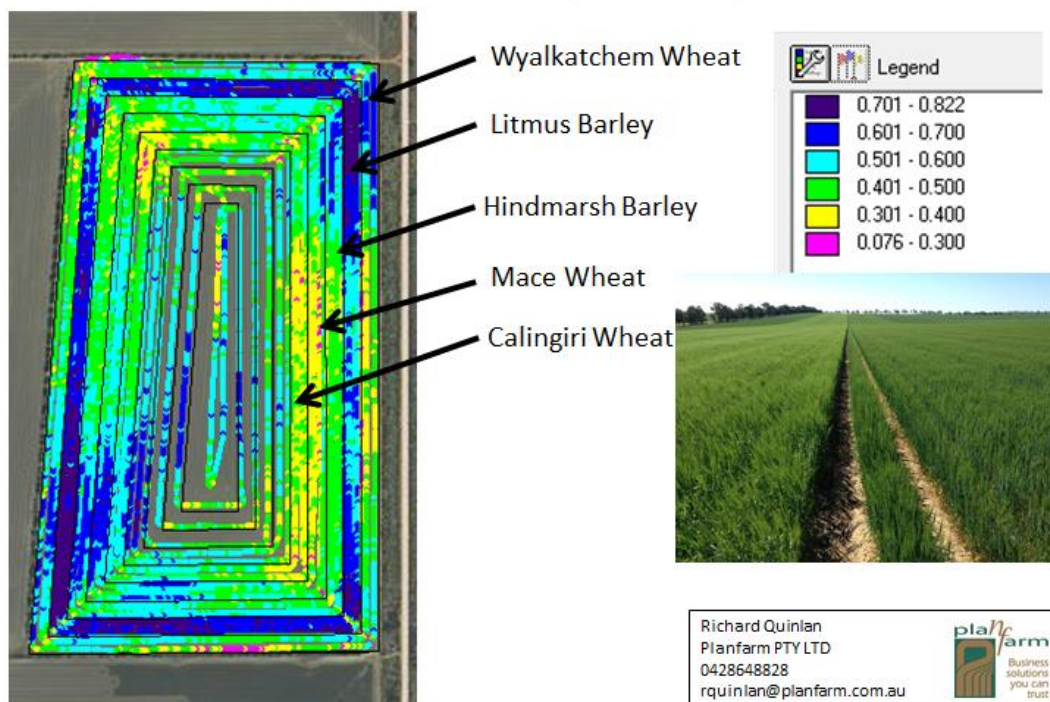 Wyalkatchem Wheat
Litmus Barley
Hindmarsh Barley
Mace Wheat
Calingiri Wheat
Legend
0.701 - 0.822
0.601 - 0.700
0.501 - 0.600
0.401 - 0.500
0.301 - 0.400
0.076 - 0.300
Richard Quinlan
Planfarm PTY LTD
0428648828
rquinlan@planfarm.com.au
planfarm
Business
solutions
you can
trust